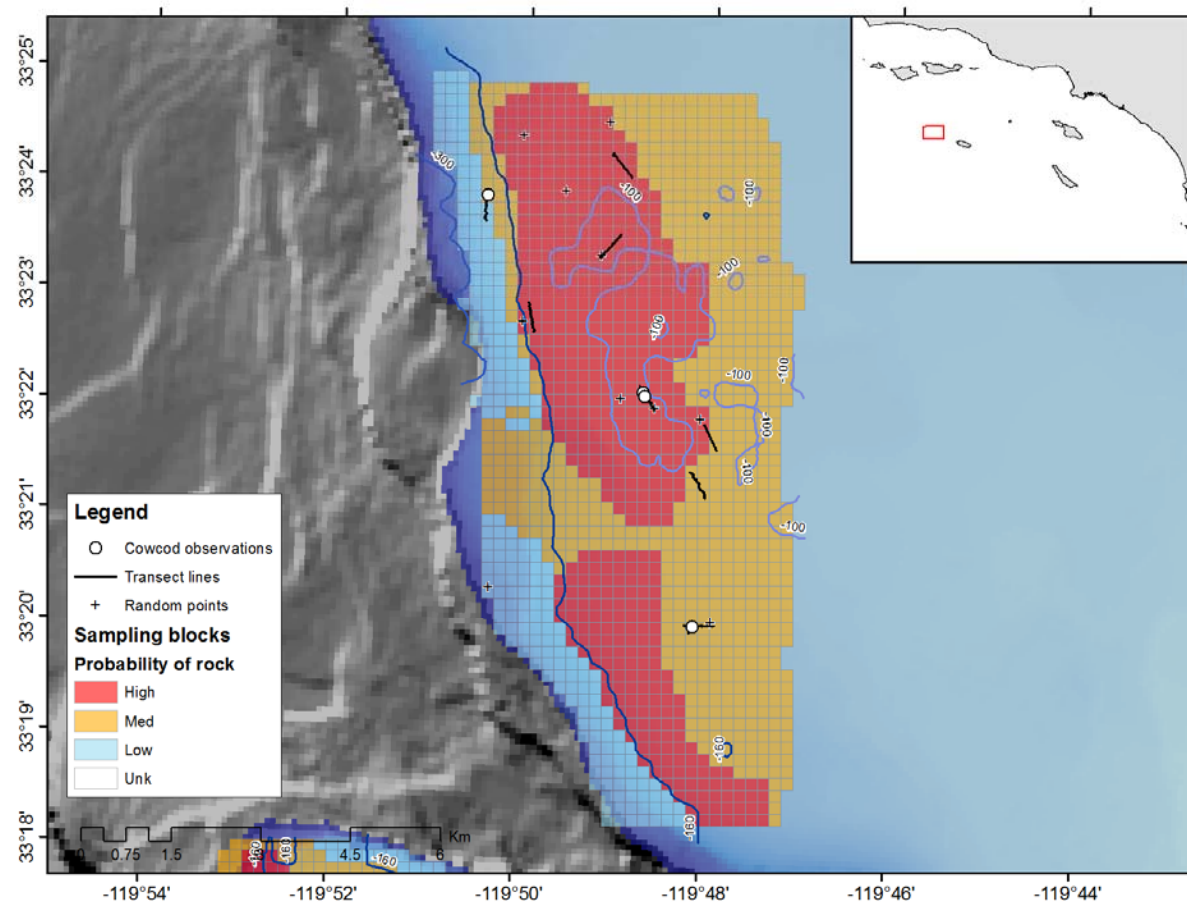 33°25'
33°24'
33°23'
33°22'
33°21'
33°20'
33°19'
33°18'
-300
-100
-100
-100
-100
-100
-100
-100
-100
-100
-160
-160
-160
-160
Legend
Cowcod observations
Transect lines
Random points
Sampling blocks
Probability of rock
High
Med
Low
Unk
0 0.75 1.5 3 4.5 6 Km
-119°54' -119°52' -119°50' -119°48' -119°46' -119°44'